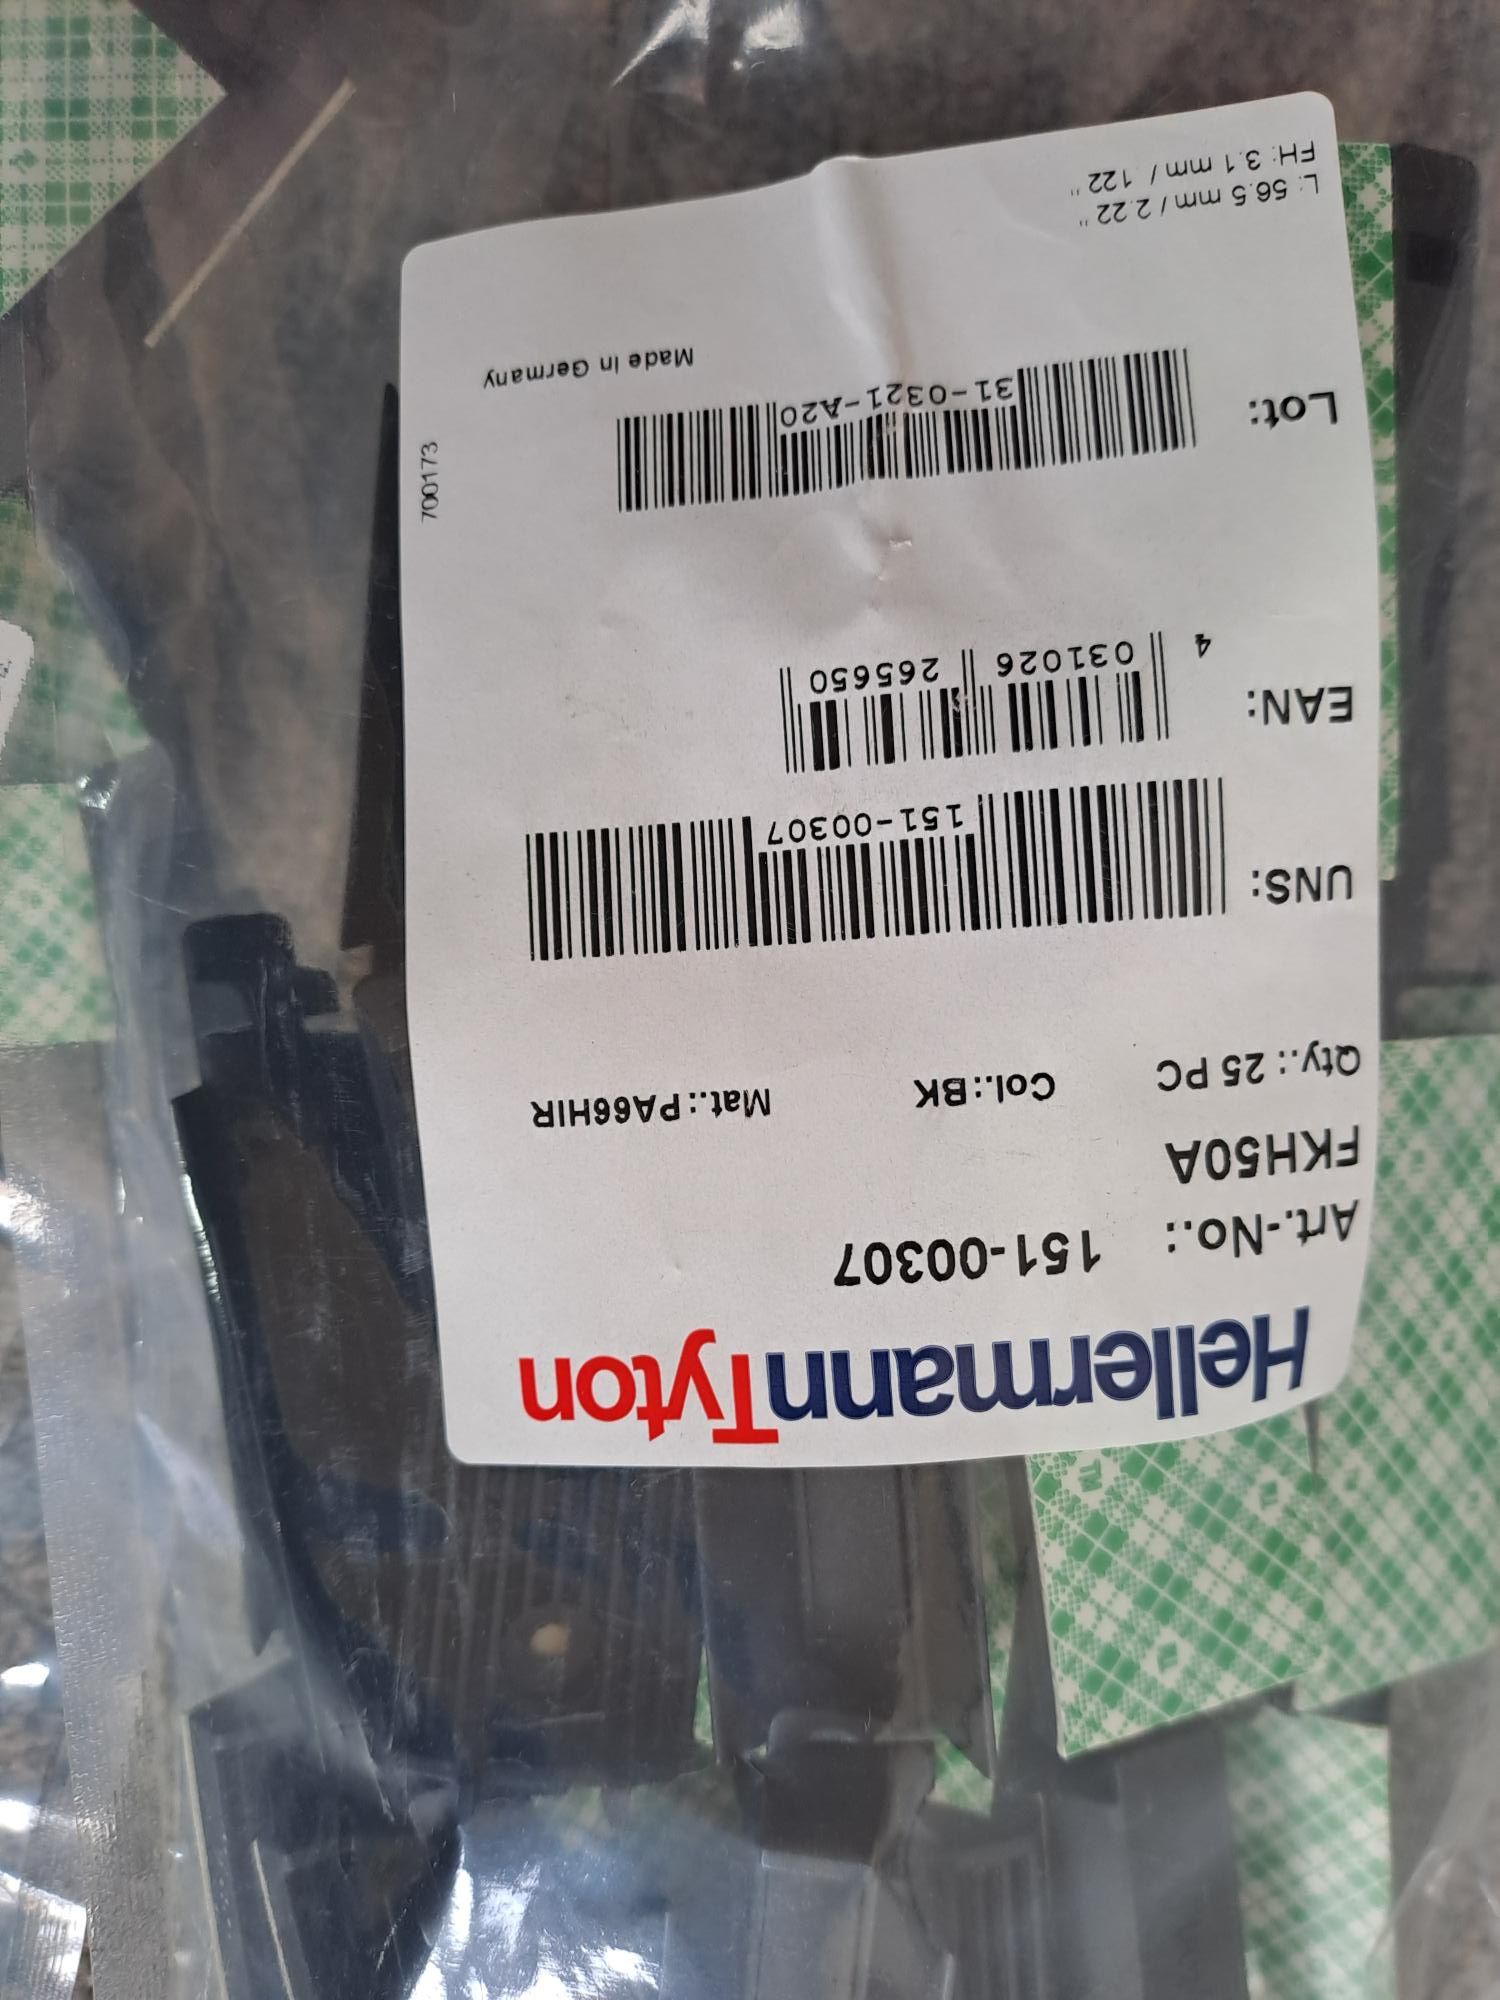 HellermannTyton
Art.-No.: 151-00307
FKH50A
Qty.: 25 PC Col.:BK Mat.:PA66HIR
UNS:
151-00307
EAN:
4 031026 265650
Lot:
31-0321-A20
Made In Germany
700173
L: 56.5 mm / 2.22 "
FH: 3.1 mm / .122 "